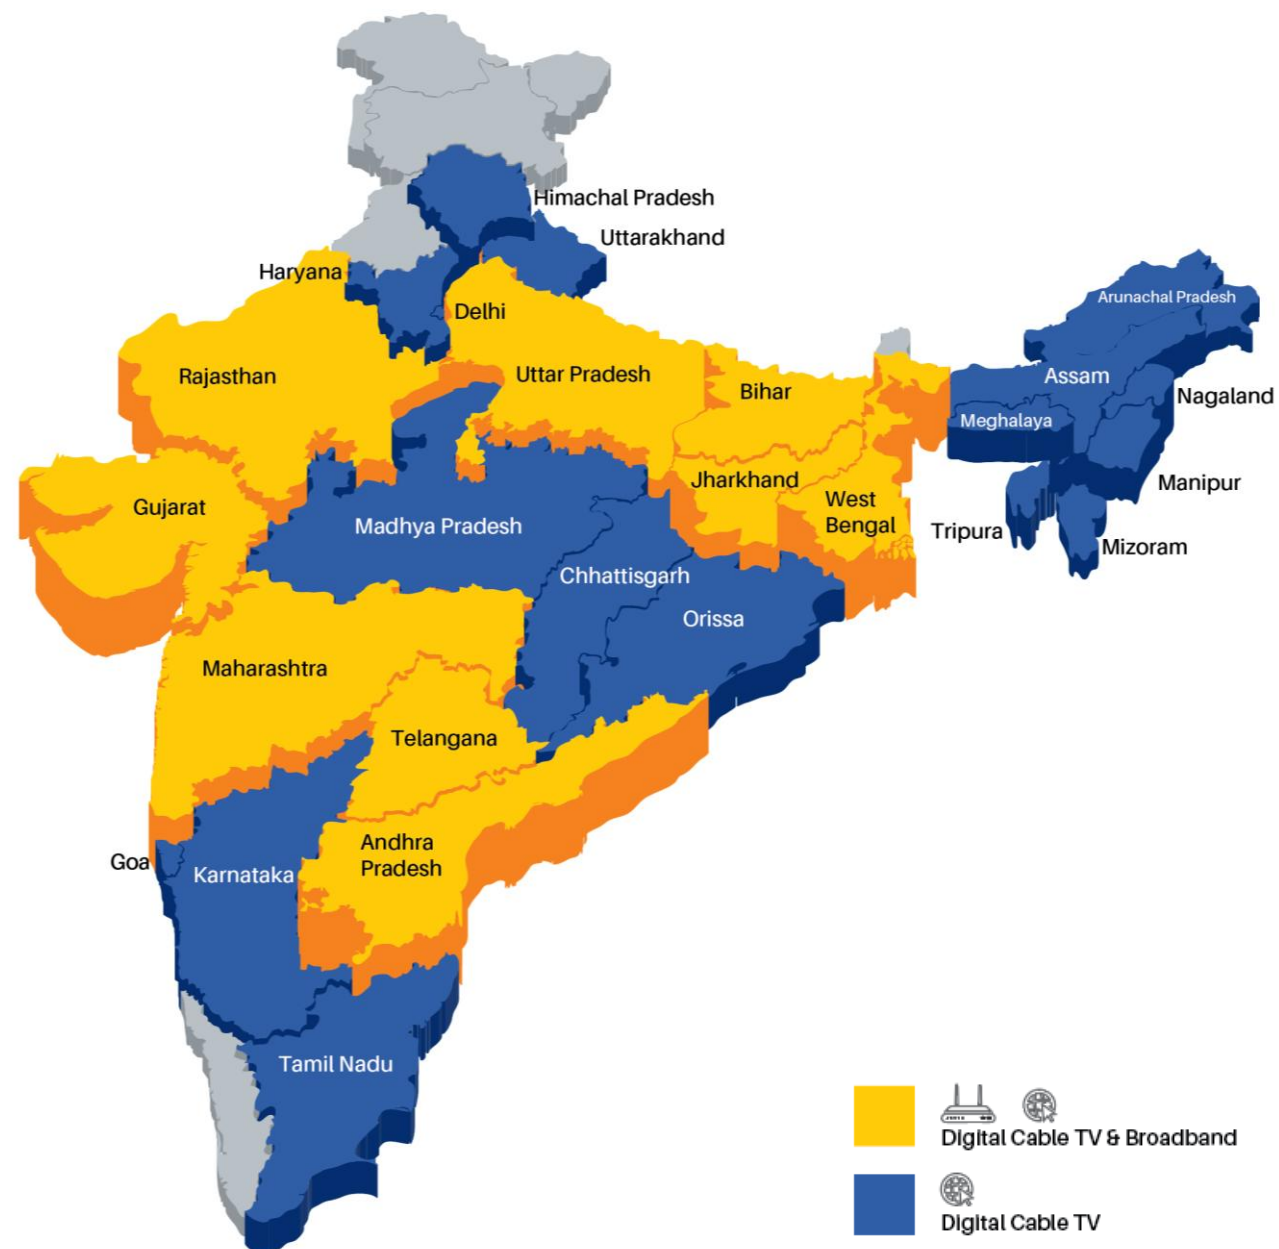 Himachal Pradesh
Uttarakhand
Haryana
Delhi
Arunachal Pradesh
Rajasthan
Uttar Pradesh
Bihar
Assam
Nagaland
Meghalaya
Gujarat
Madhya Pradesh
Jharkhand
West
Bengal
Manipur
Tripura
Mizoram
Chhattisgarh
Orissa
Maharashtra
Telangana
Andhra
Pradesh
Goa
Karnataka
Tamil Nadu
Digital Cable TV & Broadband
Digital Cable TV